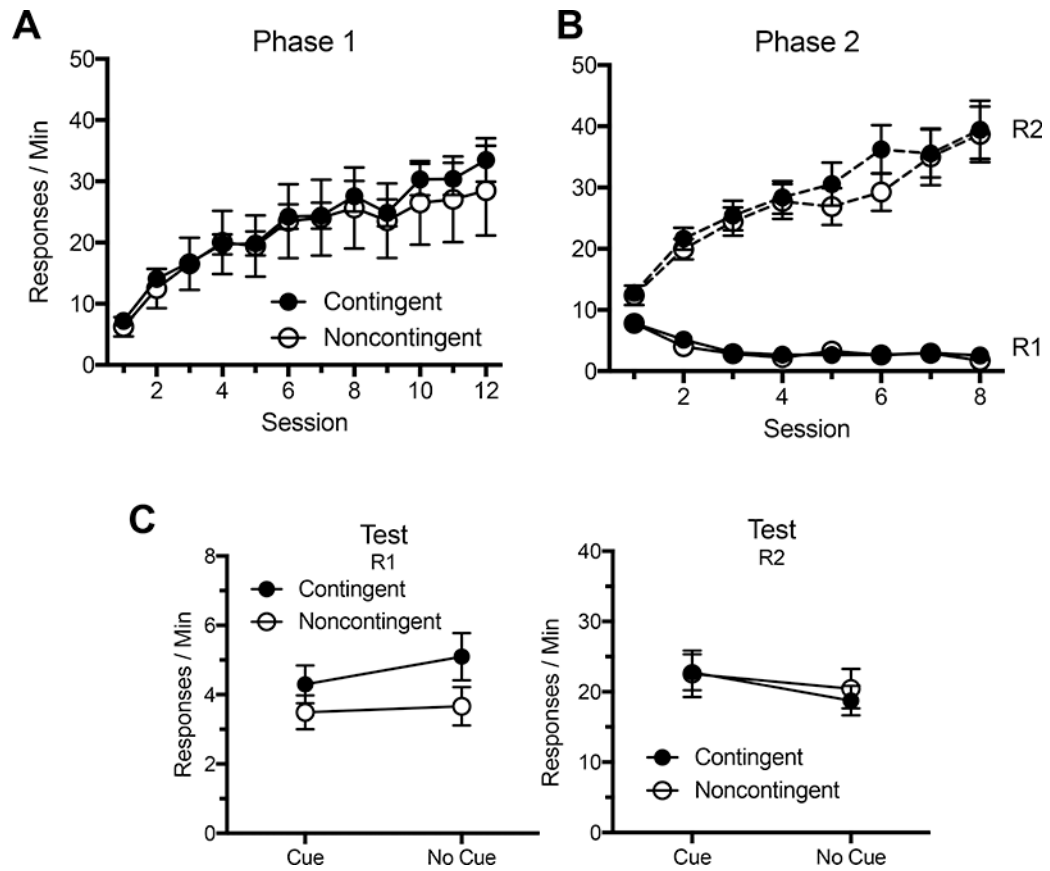 A
Phase 1
50
40
30
20
10
0
Responses / Min
Contingent
Noncontingent
2 4 6 8 10 12
Session
B
Phase 2
50
40
30
20
10
0
R2
R1
2 4 6 8
Session
C
Test
R1
8
6
4
2
0
Responses / Min
Contingent
Noncontingent
Cue No Cue
Test
R2
40
30
20
10
0
Responses / Min
Contingent
Noncontingent
Cue No Cue